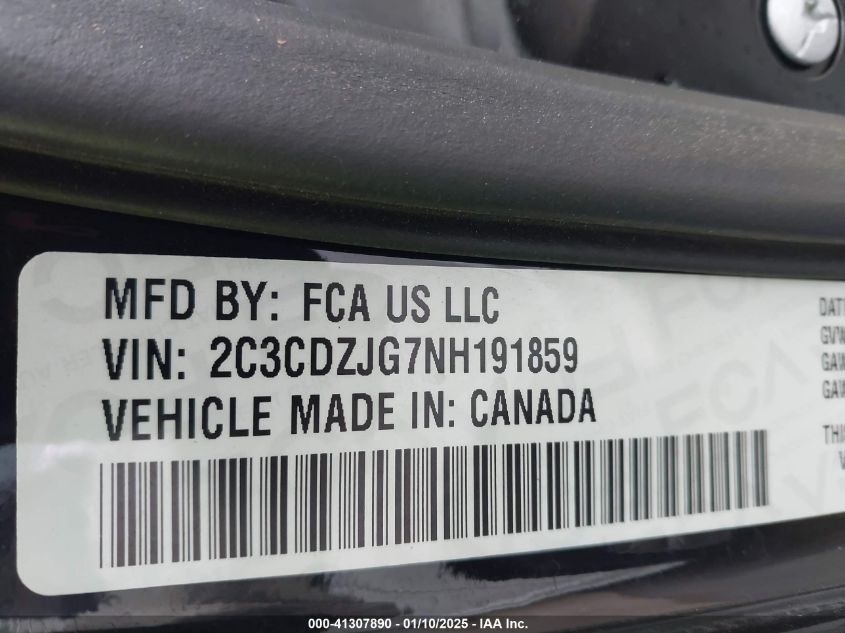 MFD BY: FCA US LLC
VIN: 2C3CDZJG7NH191859
VEHICLE MADE IN: CANADA
000-41307890 - 01/10/2025 - IAA Inc.